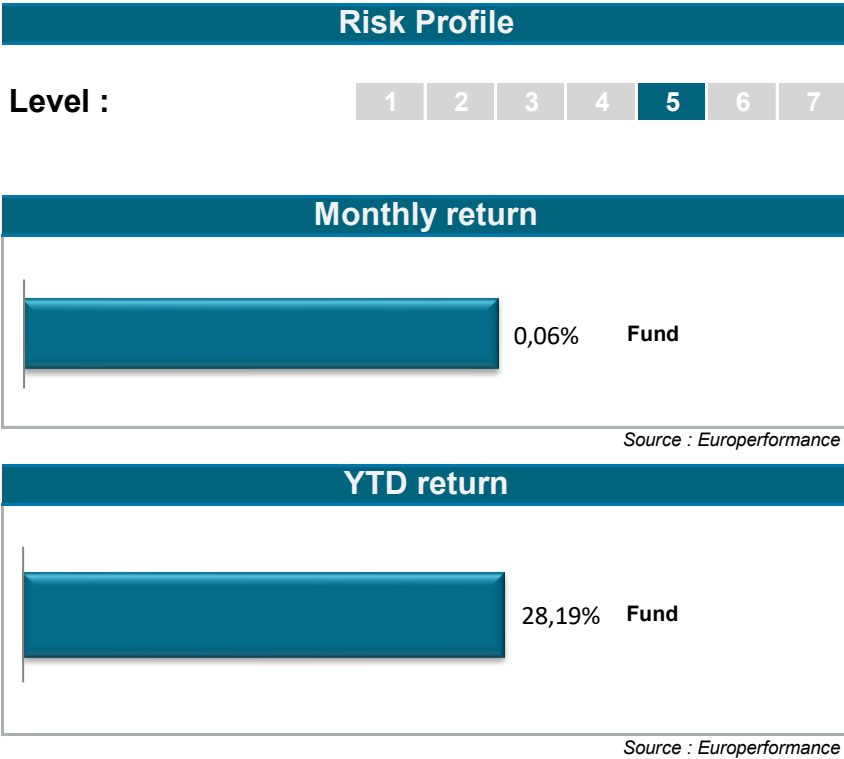 Risk Profile
Level : 1 2 3 4 5 6 7
Monthly return
0,06% Fund
Source : Europerformance
YTD return
28,19% Fund
Source : Europerformance